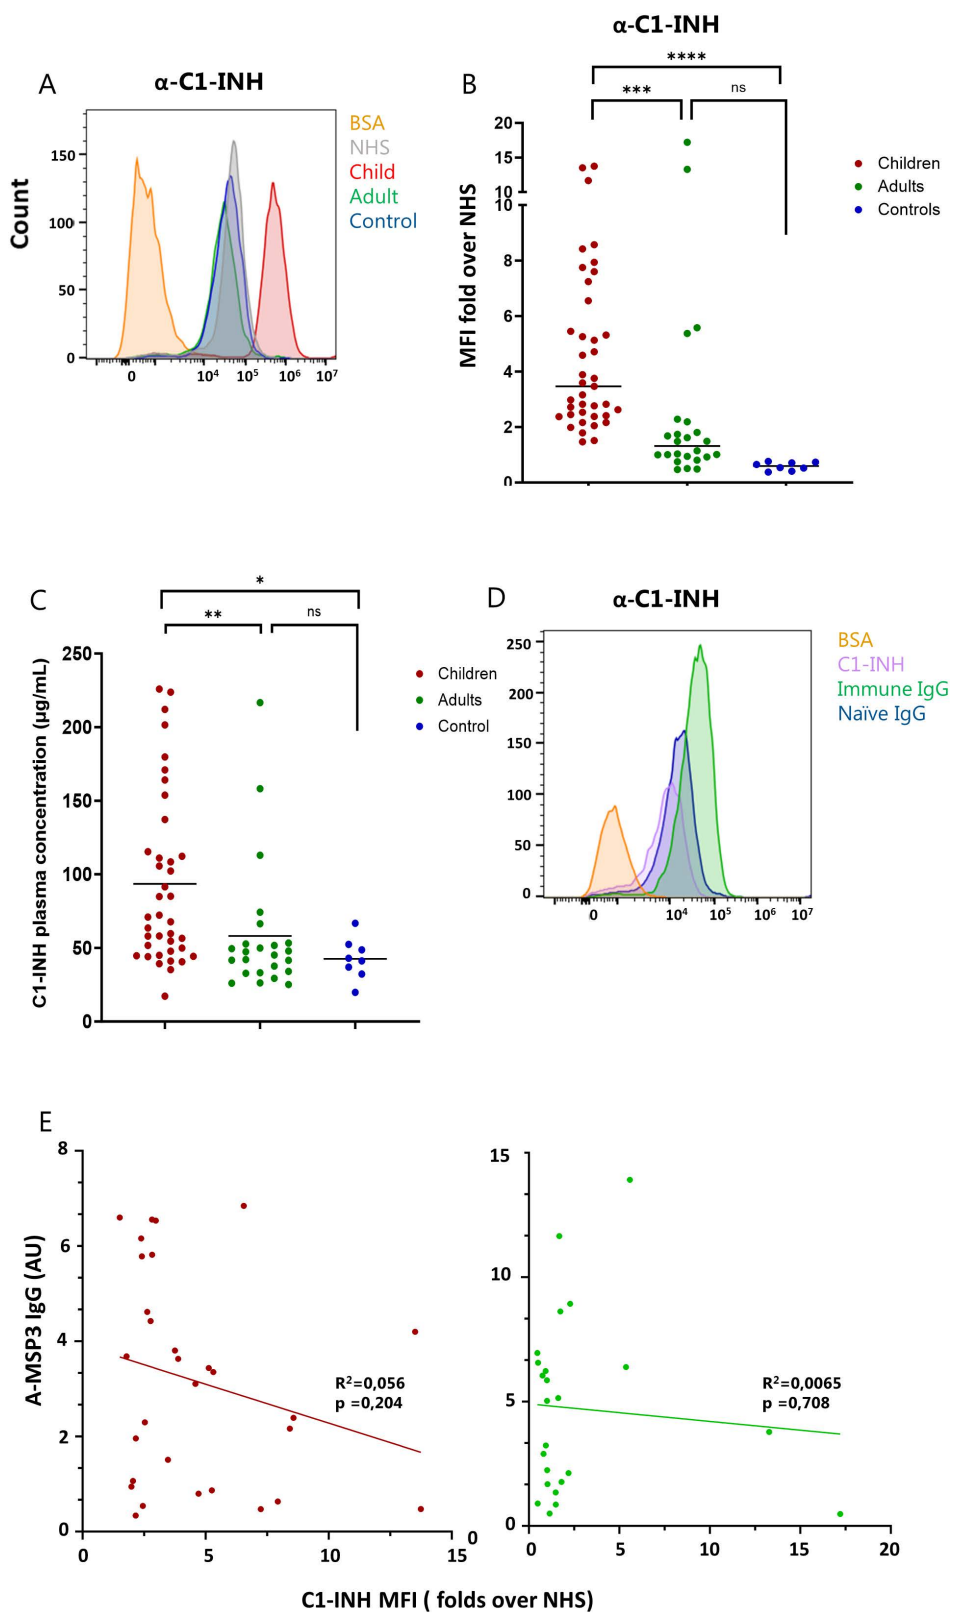 A
α-C1-INH
BSA
NHS
Child
Adult
Control
Count
150
100
50
0
0
10⁴
10⁵
10⁶
10⁷
B
α-C1-INH
****
***
ns
MFI fold over NHS
20
15
10
10
8
6
4
2
0
Children
Adults
Controls
C
*
**
ns
C1-INH plasma concentration (µg/mL)
250
200
150
100
50
0
Children
Adults
Control
D
α-C1-INH
BSA
C1-INH
Immune IgG
Naïve IgG
250
200
150
100
50
0
0
10⁴
10⁵
10⁶
10⁷
E
A-MSP3 IgG (AU)
8
6
4
2
0
0
5
10
15
R²=0,056
p =0,204
15
10
5
0
0
0
5
10
15
20
R²=0,0065
p =0,708
C1-INH MFI ( folds over NHS)